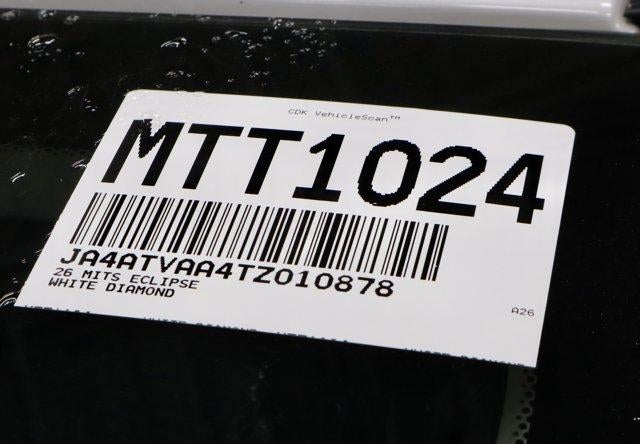 CDK VehicleScan™
MTT1024
JA4ATVAA4TZ010878
26 MITS ECLIPSE
WHITE DIAMOND
A26